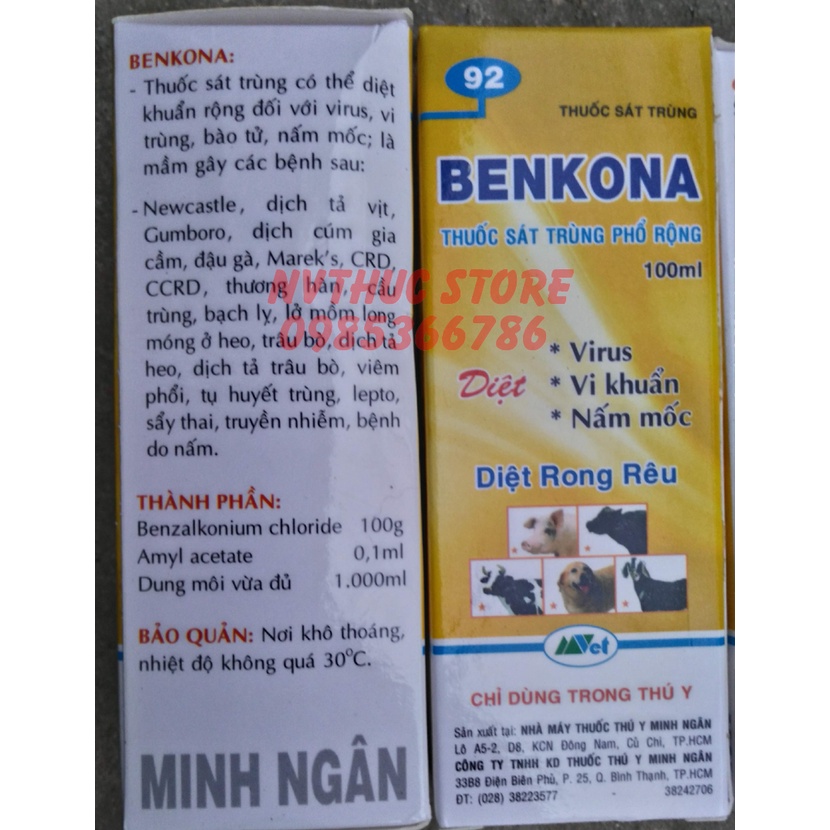 BENKONA:
- Thuốc sát trùng có thể diệt
khuẩn rộng đối với virus, vi
trùng, bào tử, nấm mốc; là
mầm gây các bệnh sau:
- Newcastle, dịch tả vịt,
Gumboro, dịch cúm gia
cầm, đậu gà, Marek's, CRD,
CCRD, thương hàn, cầu
trùng, bạch lỵ, lở mồm long
móng ở heo, trâu bò, dịch tả
heo, dịch tả trâu bò, viêm
phổi, tụ huyết trùng, lepto,
sẩy thai, truyền nhiễm, bệnh
do nấm.
THÀNH PHẦN:
Benzalkonium chloride 100g
Amyl acetate 0,1ml
Dung môi vừa đủ 1.000ml
BẢO QUẢN: Nơi khô thoáng,
nhiệt độ không quá 30°C.
MINH NGÂN
92
THUỐC SÁT TRÙNG
BENKONA
THUỐC SÁT TRÙNG PHỔ RỘNG
100ml
NVTHUC STORE
0985366786
Diệt
* Virus
* Vi khuẩn
* Nấm mốc
Diệt Rong Rêu
MNVet
CHỈ DÙNG TRONG THÚ Y
Sản xuất tại: NHÀ MÁY THUỐC THÚ Y MINH NGÂN
Lô A5-2, D8, KCN Đông Nam, Củ Chi, TP.HCM
CÔNG TY TNHH KD THUỐC THÚ Y MINH NGÂN
33B8 Điện Biên Phủ, P. 25, Q. Bình Thạnh, TP.HCM
ĐT: (028) 38223577 38242706